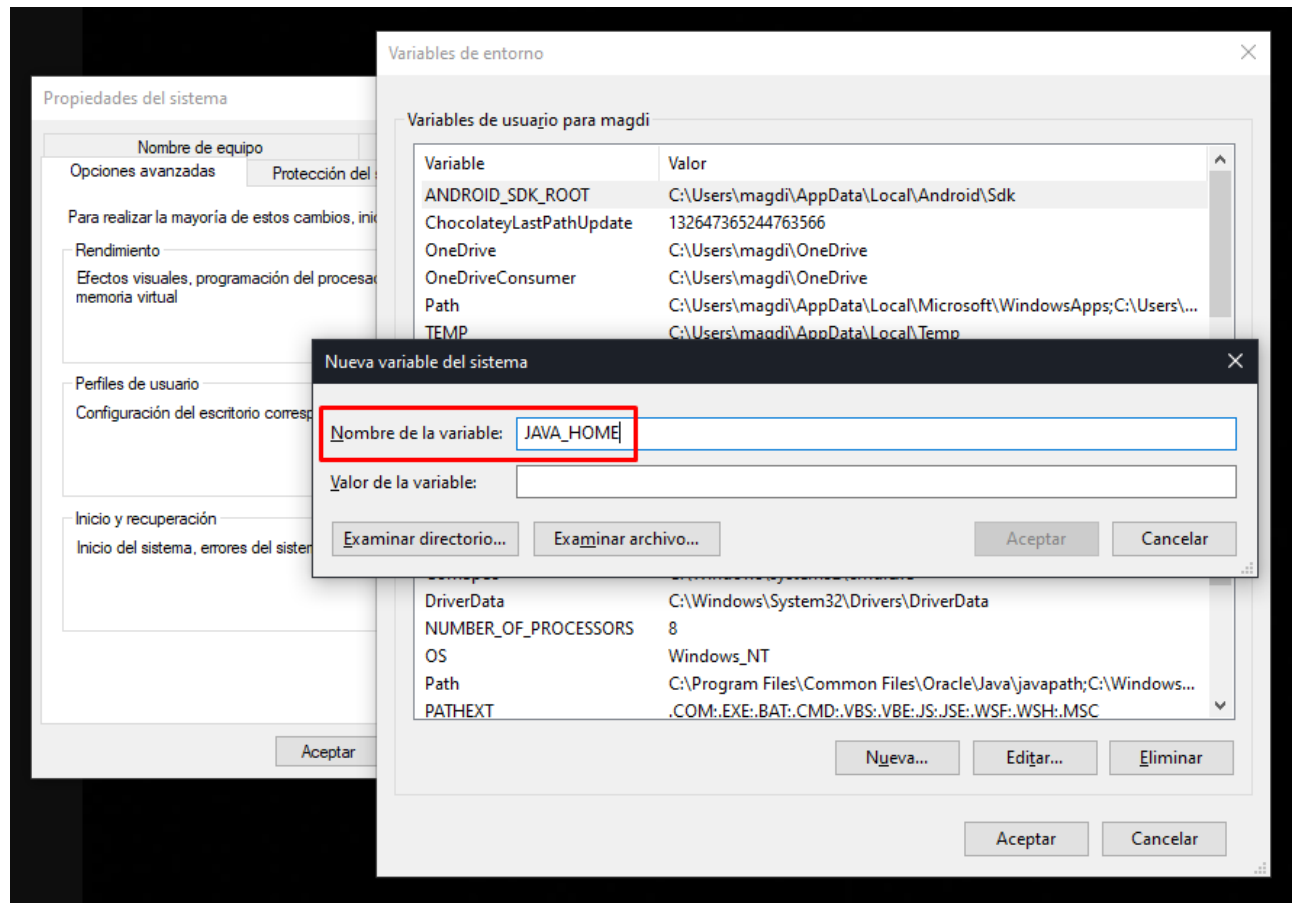 Variables de entorno
Propiedades del sistema
Nombre de equipo
Opciones avanzadas
Protección del
Para realizar la mayoría de estos cambios,
Rendimiento
Efectos visuales, programación del
memoria virtual
Perfiles de usuario
Configuración del escritorio
Inicio y recuperación
Inicio del sistema, errores del
Aceptar
Variables de usuario para magdi
Variable Valor
ANDROID_SDK_ROOT C:\Users\magdi\AppData\Local\Android\Sdk
ChocolateyLastPathUpdate 132647365244763566
OneDrive C:\Users\magdi\OneDrive
OneDriveConsumer C:\Users\magdi\OneDrive
Path C:\Users\magdi\AppData\Local\Microsoft\WindowsApps;C:\Users\...
TEMP C:\Users\magdi\AppData\Local\Temp
Nueva variable del sistema
Nombre de la variable: JAVA_HOME
Valor de la variable:
Examinar directorio... Examinar archivo... Aceptar Cancelar
DriverData C:\Windows\System32\Drivers\DriverData
NUMBER_OF_PROCESSORS 8
OS Windows_NT
Path C:\Program Files\Common Files\Oracle\Java\javapath;C:\Windows...
PATHEXT .COM;.EXE;.BAT;.CMD;.VBS;.VBE;.JS;.JSE;.WSF;.WSH;.MSC
Nueva... Editar... Eliminar
Aceptar Cancelar